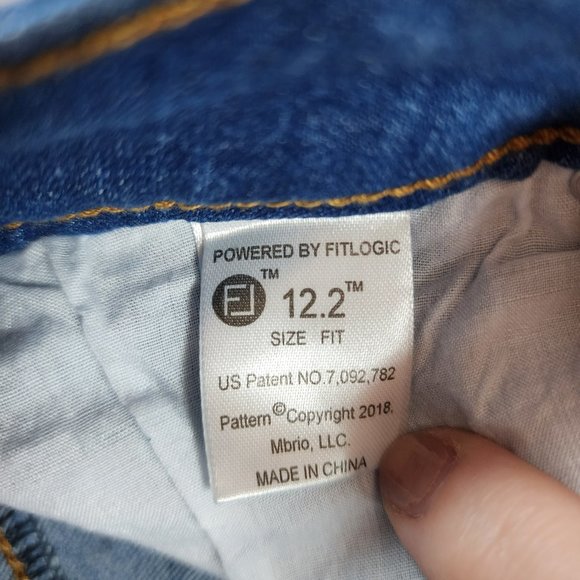 POWERED BY FITLOGIC
FL™ 12.2™
SIZE FIT
US Patent NO.7,092,782
Pattern©Copyright 2018.
Mbrio, LLC.
MADE IN CHINA